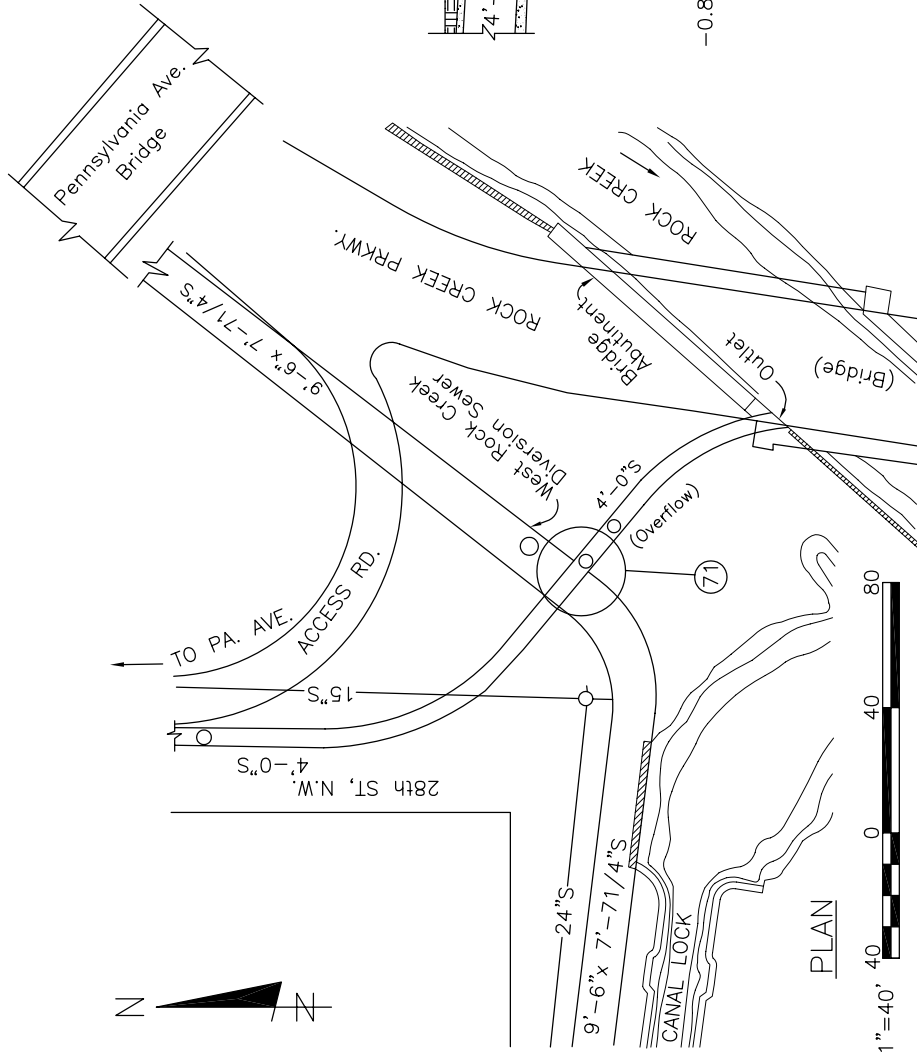 Pennsylvania Ave.
Bridge
9'-6"x 7'-71/4"S
ROCK CREEK PRKWY.
ROCK CREEK
Bridge
Abutinent
Outlet
(Bridge)
West Rock Creek
Diversion Sewer
4'-0"S
(Overflow)
71
TO PA. AVE.
ACCESS RD.
15"S
4'-0"S
28th ST, N.W.
24"S
9'-6"x 7'-71/4"S
CANAL LOCK
N
N
PLAN
1"=40'
40
0
40
80
4'-
-0.8